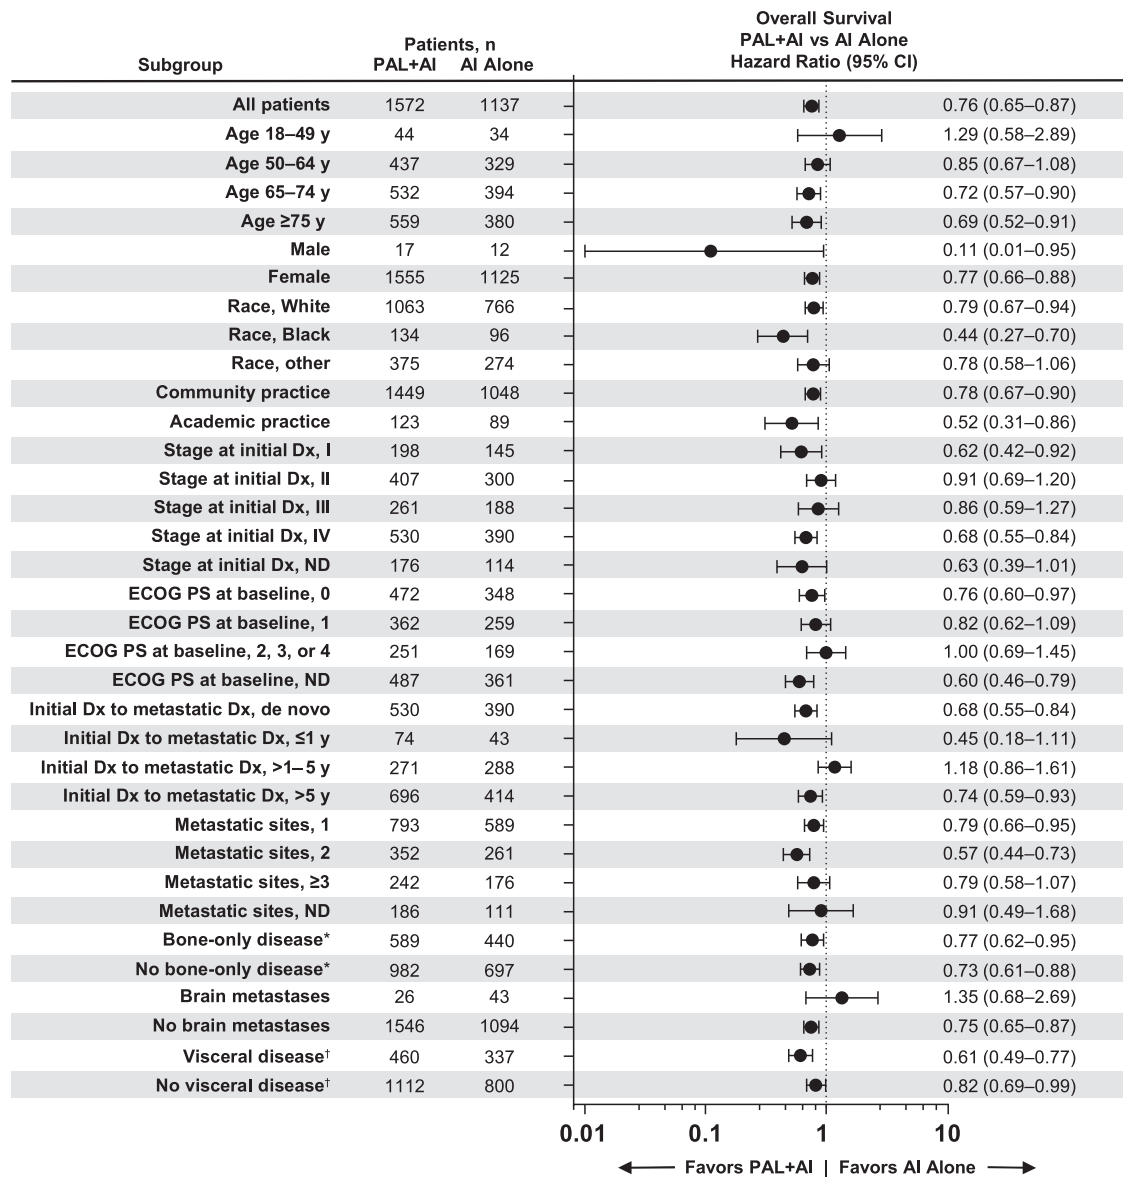 Overall Survival
Patients, n PAL+AI vs AI Alone
Subgroup PAL+AI AI Alone Hazard Ratio (95% CI)
All patients 1572 1137 0.76 (0.65–0.87)
Age 18–49 y 44 34 1.29 (0.58–2.89)
Age 50–64 y 437 329 0.85 (0.67–1.08)
Age 65–74 y 532 394 0.72 (0.57–0.90)
Age ≥75 y 559 380 0.69 (0.52–0.91)
Male 17 12 0.11 (0.01–0.95)
Female 1555 1125 0.77 (0.66–0.88)
Race, White 1063 766 0.79 (0.67–0.94)
Race, Black 134 96 0.44 (0.27–0.70)
Race, other 375 274 0.78 (0.58–1.06)
Community practice 1449 1048 0.78 (0.67–0.90)
Academic practice 123 89 0.52 (0.31–0.86)
Stage at initial Dx, I 198 145 0.62 (0.42–0.92)
Stage at initial Dx, II 407 300 0.91 (0.69–1.20)
Stage at initial Dx, III 261 188 0.86 (0.59–1.27)
Stage at initial Dx, IV 530 390 0.68 (0.55–0.84)
Stage at initial Dx, ND 176 114 0.63 (0.39–1.01)
ECOG PS at baseline, 0 472 348 0.76 (0.60–0.97)
ECOG PS at baseline, 1 362 259 0.82 (0.62–1.09)
ECOG PS at baseline, 2, 3, or 4 251 169 1.00 (0.69–1.45)
ECOG PS at baseline, ND 487 361 0.60 (0.46–0.79)
Initial Dx to metastatic Dx, de novo 530 390 0.68 (0.55–0.84)
Initial Dx to metastatic Dx, ≤1 y 74 43 0.45 (0.18–1.11)
Initial Dx to metastatic Dx, >1–5 y 271 288 1.18 (0.86–1.61)
Initial Dx to metastatic Dx, >5 y 696 414 0.74 (0.59–0.93)
Metastatic sites, 1 793 589 0.79 (0.66–0.95)
Metastatic sites, 2 352 261 0.57 (0.44–0.73)
Metastatic sites, ≥3 242 176 0.79 (0.58–1.07)
Metastatic sites, ND 186 111 0.91 (0.49–1.68)
Bone-only disease* 589 440 0.77 (0.62–0.95)
No bone-only disease* 982 697 0.73 (0.61–0.88)
Brain metastases 26 43 1.35 (0.68–2.69)
No brain metastases 1546 1094 0.75 (0.65–0.87)
Visceral disease† 460 337 0.61 (0.49–0.77)
No visceral disease† 1112 800 0.82 (0.69–0.99)
0.01 0.1 1 10
Favors PAL+AI | Favors AI Alone